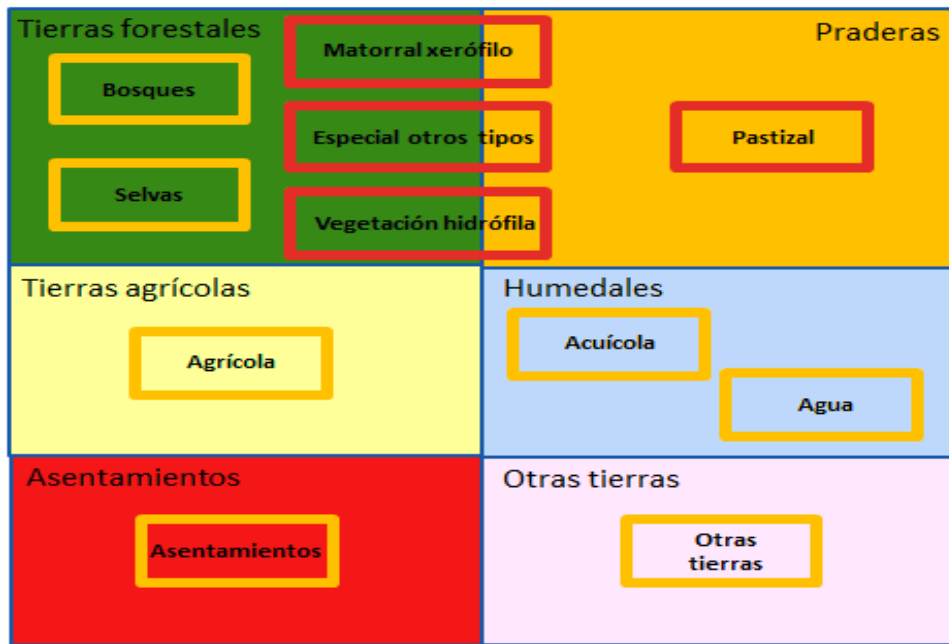 Tierras forestales
Matorral xerófilo
Bosques
Especial otros tipos
Selvas
Vegetación hidrófila
Praderas
Pastizal
Tierras agrícolas
Agrícola
Humedales
Acuícola
Agua
Asentamientos
Asentamientos
Otras tierras
Otras
tierras